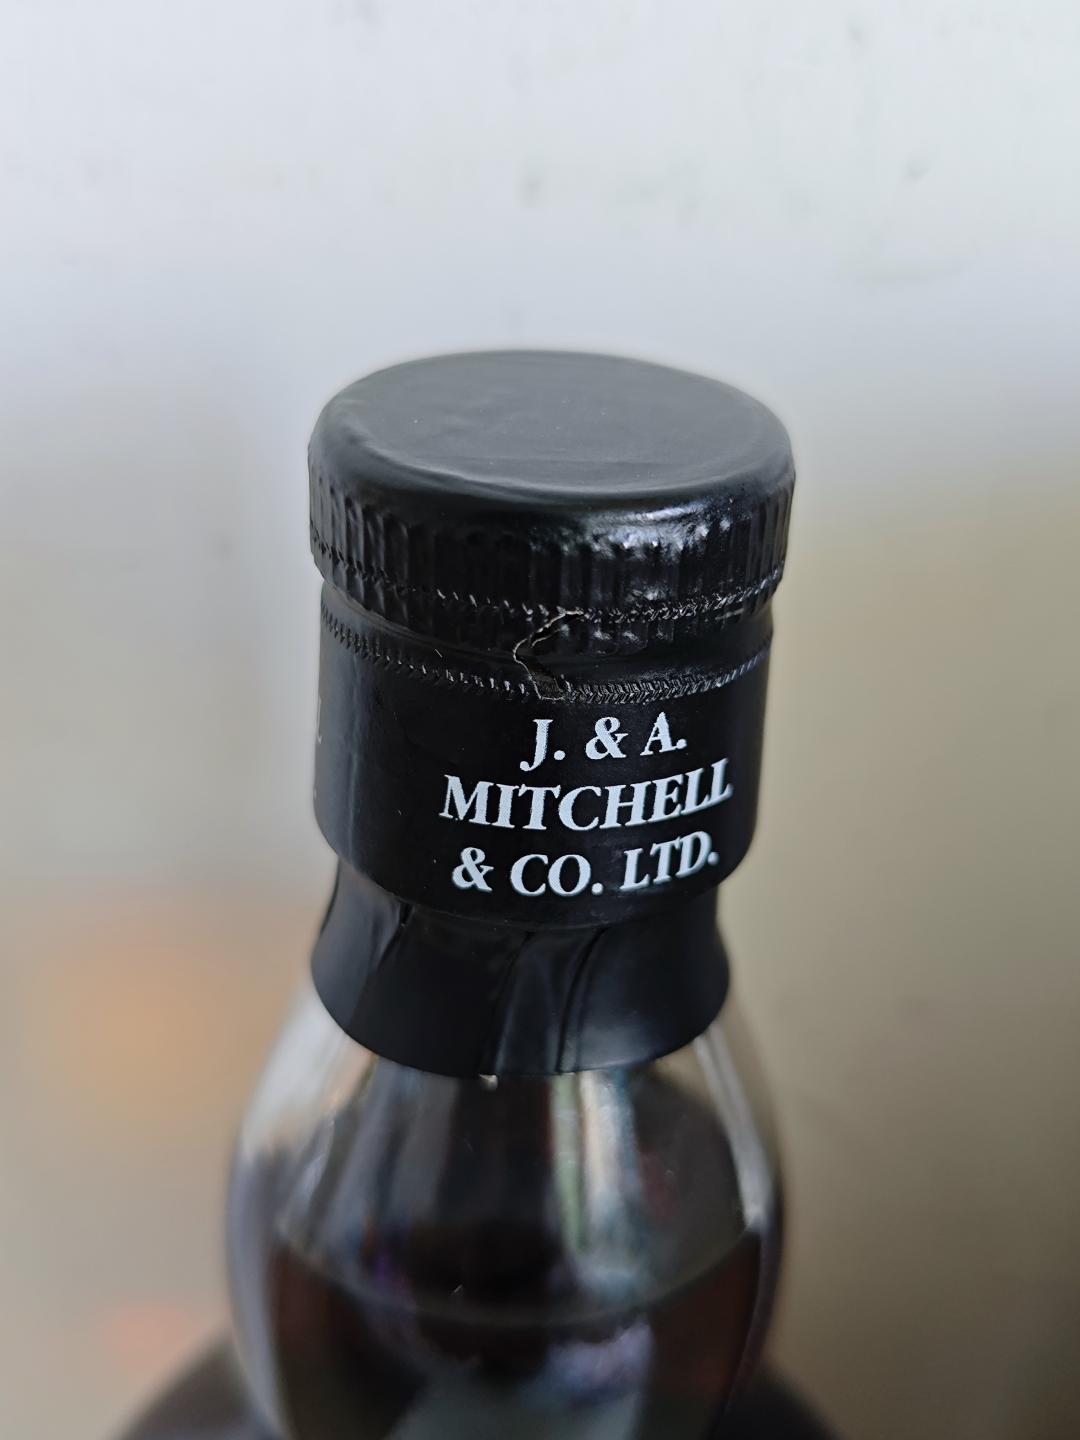 J. & A.
MITCHELL
& CO. LTD.